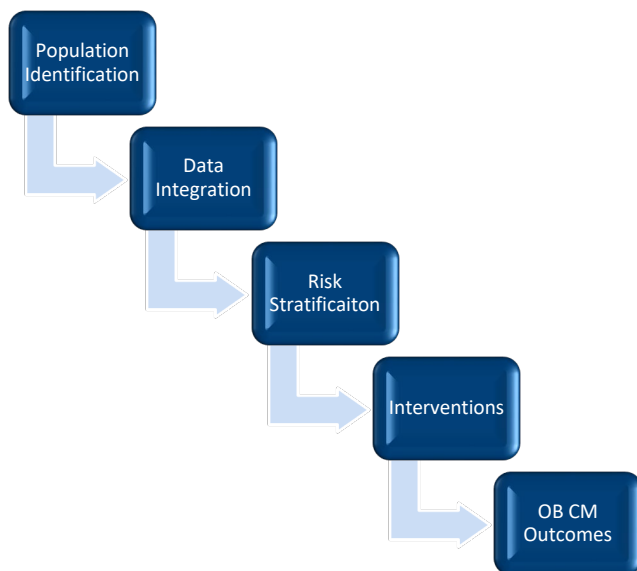 Population
Identification
Data
Integration
Risk
Stratificaiton
Interventions
OB CM
Outcomes